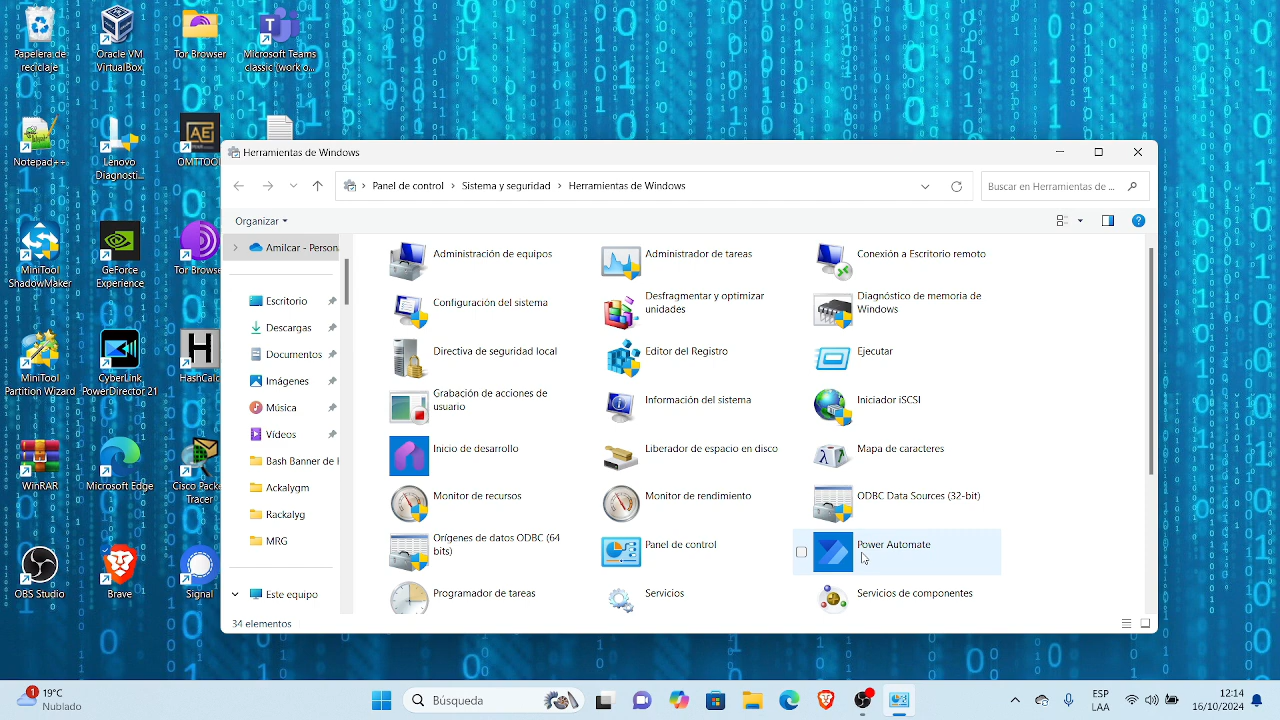 Papelera de
reciclaje
Oracle VM
VirtualBox
Tor Browser
Microsoft Teams
classic (work o...
Notepad++
Lenovo
Diagnosti...
OMTTOOL
MiniTool
ShadowMaker
GeForce
Experience
Tor Browse
MiniTool
Partition Wizard
CyberLink
PowerDirector 21
HashCalc
WinRAR
Microsoft Edge
Cisco Packe
Tracer
OBS Studio
Brave
Signal
Herramientas de Windows
Panel de control > Sistema y seguridad > Herramientas de Windows
Buscar en Herramientas de ...
Organizar
Amilcar - Person
Escritorio
Descargas
Documentos
Imágenes
Música
Vídeos
Bash Banner de
Ackalyqm
Rackalyg
MRG
Este equipo
Administración de equipos
Administrador de tareas
Conexión a Escritorio remoto
Configuración del sistema
Desfragmentar y optimizar
unidades
Diagnóstico de memoria de
Windows
Directiva de seguridad local
Editor del Registro
Ejecutar
Grabación de acciones de
usuario
Información del sistema
Iniciador iSCSI
Inicio de desarrollo
Liberador de espacio en disco
Mapa de caracteres
Monitor de recursos
Monitor de rendimiento
ODBC Data Sources (32-bit)
Orígenes de datos ODBC (64
bits)
Panel de control
Power Automate
Programador de tareas
Servicios
Servicios de componentes
34 elementos
1
19°C
Nublado
Búsqueda
ESP
LAA
12:14
16/10/2024